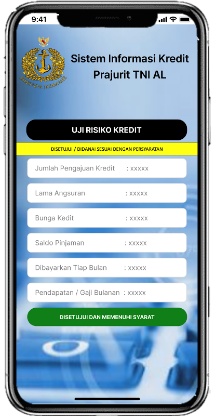 9:41
Sistem Informasi Kredit
Prajurit TNI AL
UJI RISIKO KREDIT
DISETUJUI / DIDANAI SESUAI DENGAN PERSYARATAN
Jumlah Pengajuan Kredit : xxxxx
Lama Angsuran : xxxxx
Bunga Kedit : xxxxx
Saldo Pinjaman : xxxxx
Dibayarkan Tiap Bulan : xxxxx
Pendapatan / Gaji Bulanan : xxxxx
DISETUJUI DAN MEMENUHI SYARAT